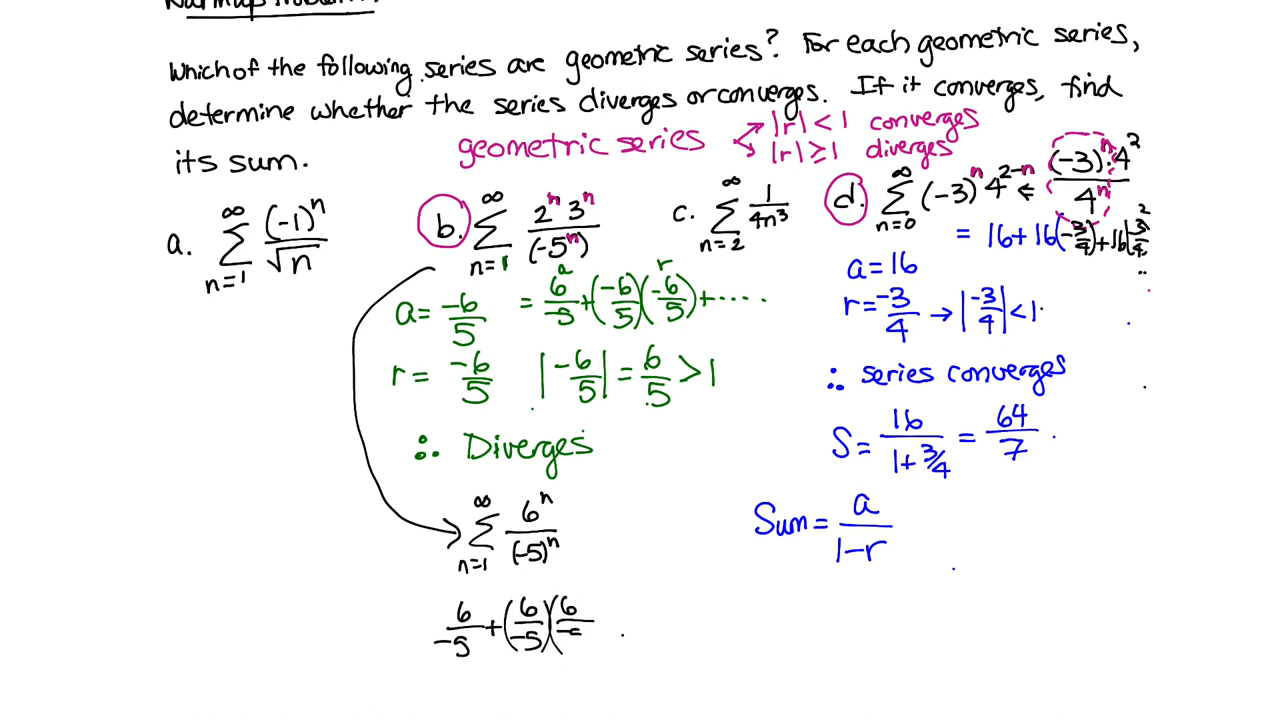 Which of the following series are geometric series? For each geometric series,
determine whether the series diverges or converges. If it converges, find
its sum.
geometric series ↗ |r| < 1 converges
↘ |r| ≥ 1 diverges
a. ∞ Σ n=1 (-1)^n / √n
b. ∞ Σ n=1 2^n 3^n / (-5^n)
c. ∞ Σ n=2 1 / 4n^3
d. ∞ Σ n=0 (-3)^n 4^(2-n) ← (-3)^n · 4^2 / 4^n
= 16 + 16(-3/4) + 16(-3/4)^2 ..
a = -6/5 = 6/-5 + (-6/5)(-6/5) + ....
a r
r = -6/5 |-6/5| = 6/5 > 1
∴ Diverges
∞ Σ n=1 6^n / (-5)^n
6/-5 + (6/-5)(6/-
a = 16
r = -3/4 → |-3/4| < 1
∴ series converges
S = 16 / (1 + 3/4) = 64/7
Sum = a / (1-r)